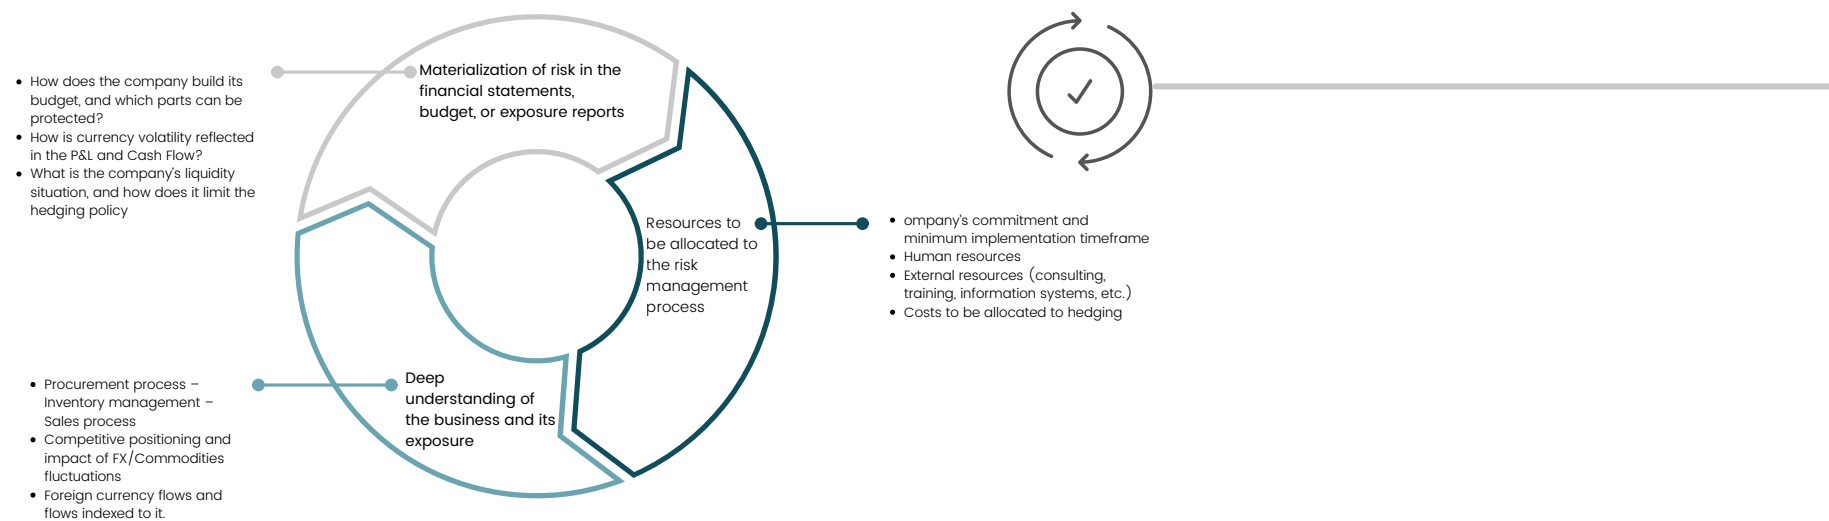 Materialization of risk in the
financial statements,
budget, or exposure reports
• How does the company build its
budget, and which parts can be
protected?
• How is currency volatility reflected
in the P&L and Cash Flow?
• What is the company's liquidity
situation, and how does it limit the
hedging policy
Resources to
be allocated to
the risk
management
process
• ompany's commitment and
minimum implementation timeframe
• Human resources
• External resources (consulting,
training, information systems, etc.)
• Costs to be allocated to hedging
Deep
understanding of
the business and its
exposure
• Procurement process –
Inventory management –
Sales process
• Competitive positioning and
impact of FX/Commodities
fluctuations
• Foreign currency flows and
flows indexed to it.